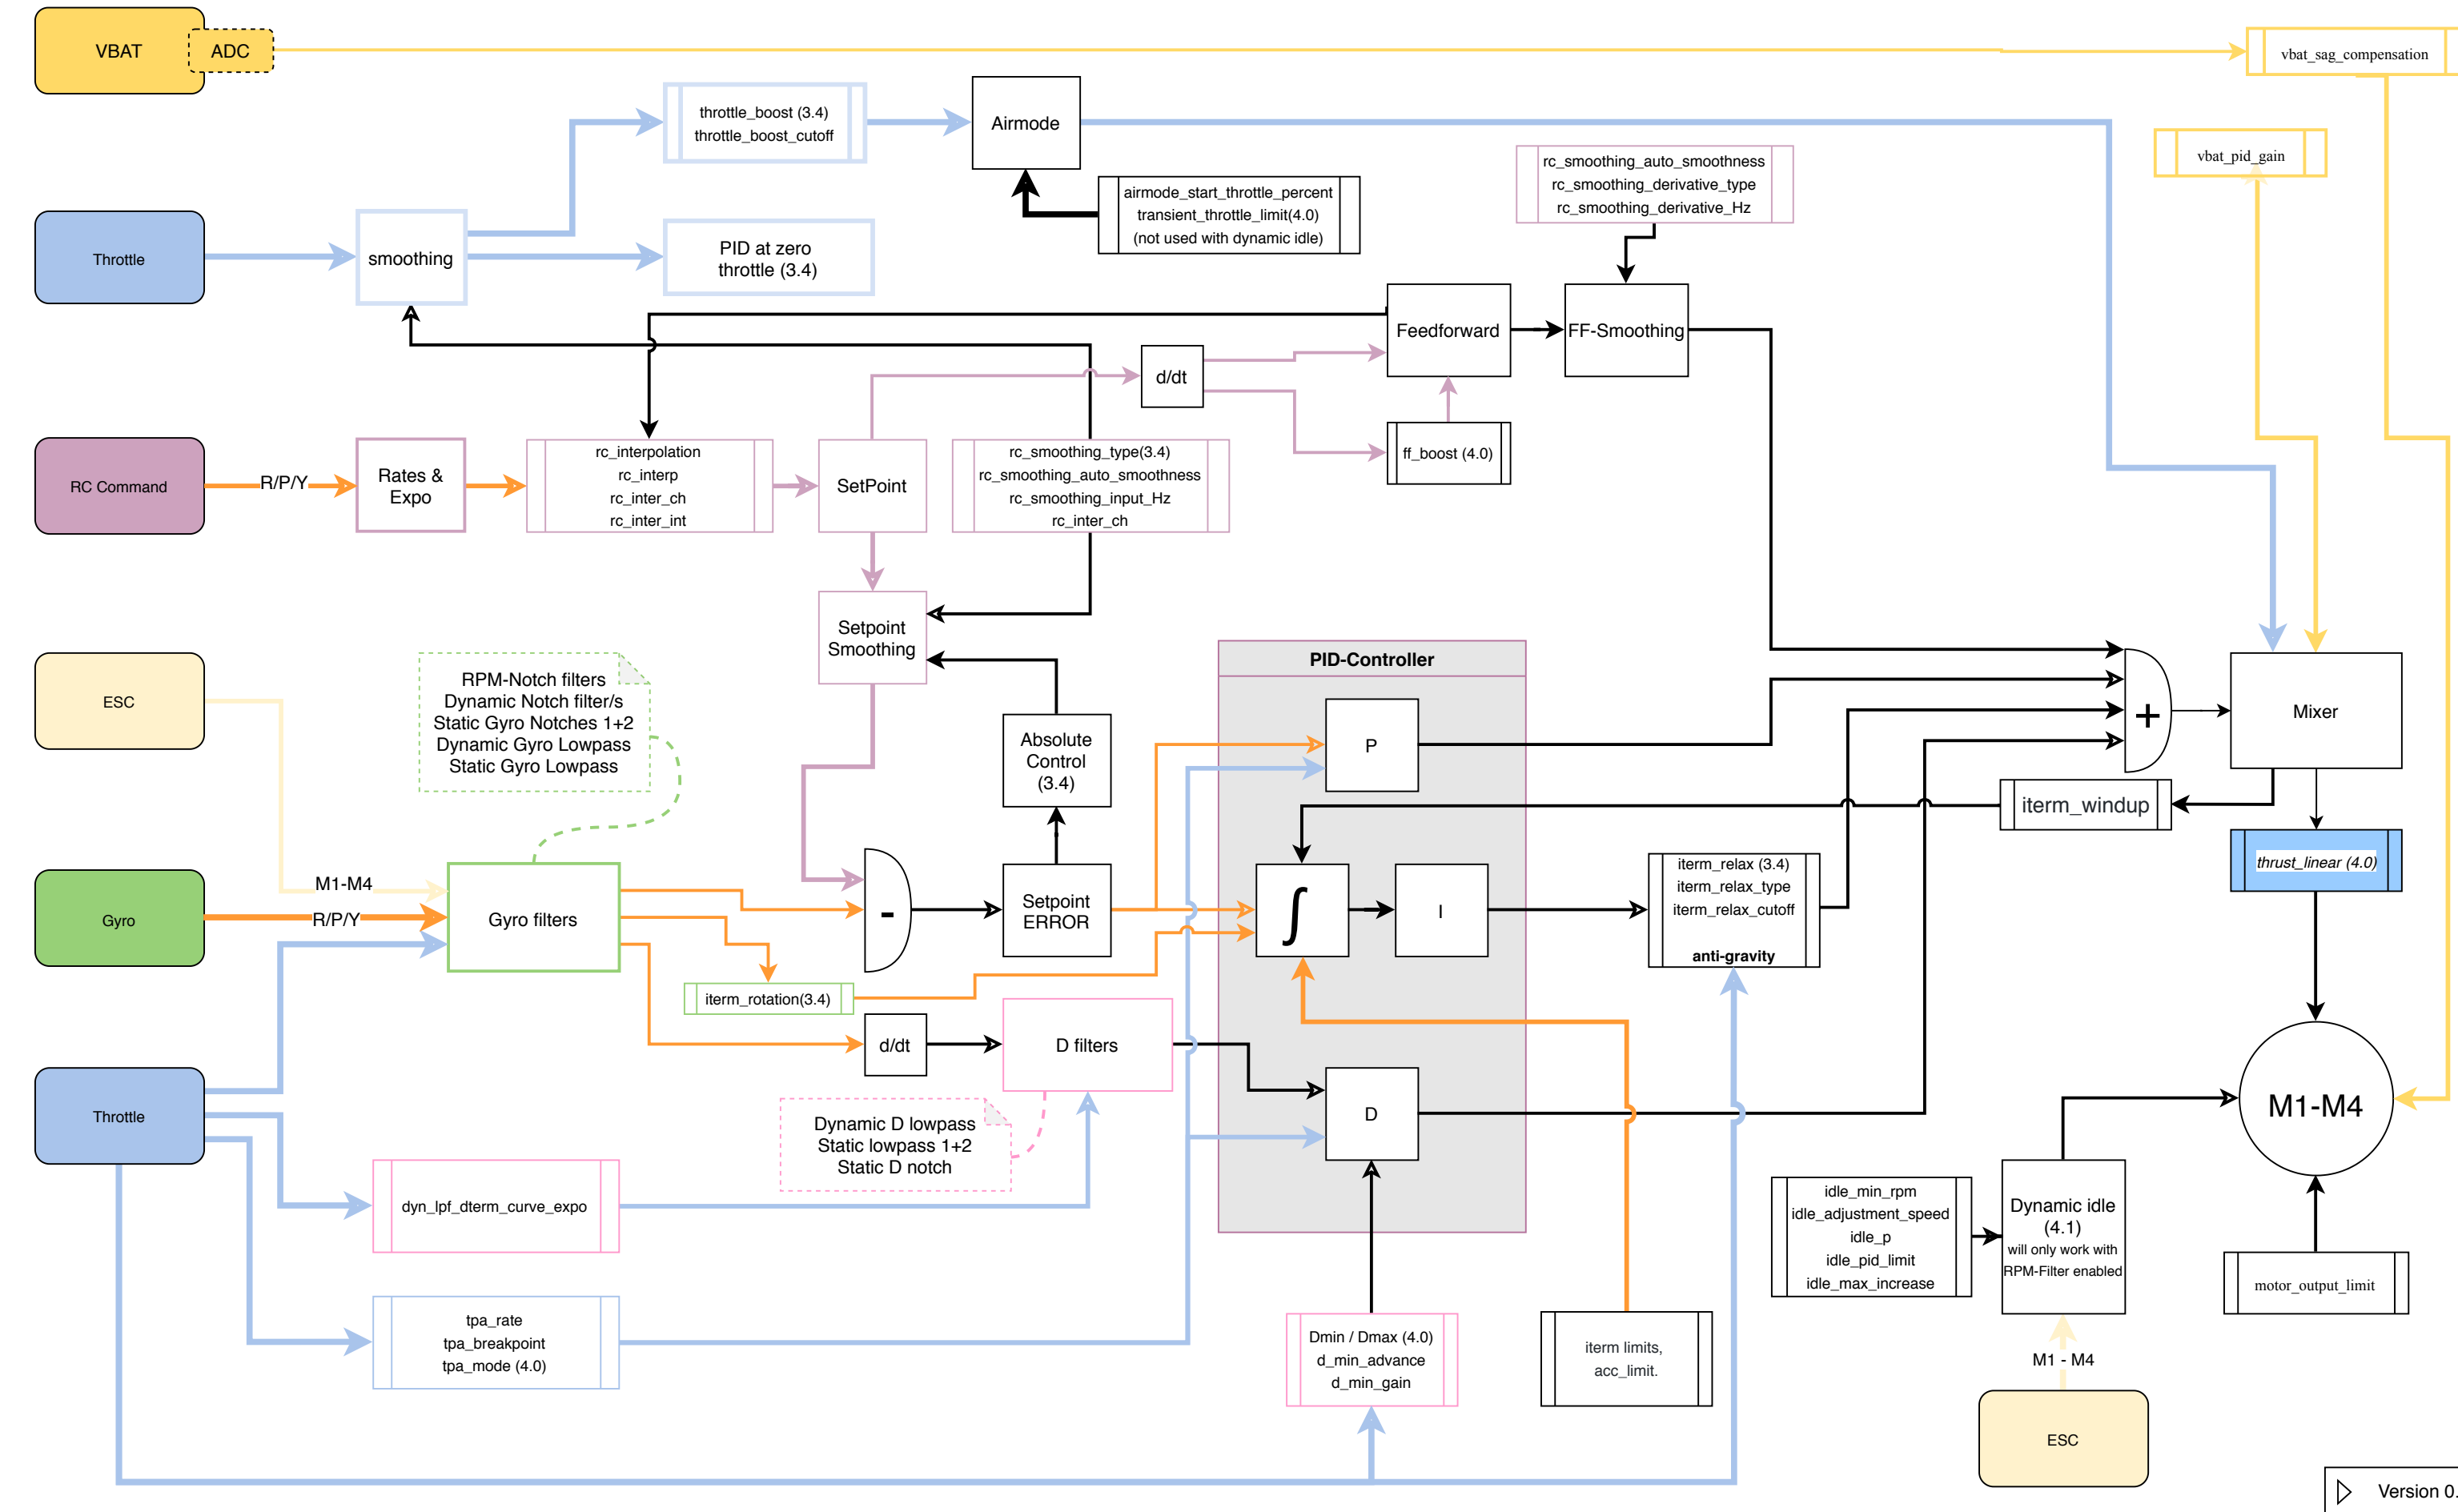 VBAT
ADC
vbat_sag_compensation
throttle_boost (3.4)
throttle_boost_cutoff
Airmode
vbat_pid_gain
rc_smoothing_auto_smoothness
rc_smoothing_derivative_type
rc_smoothing_derivative_Hz
airmode_start_throttle_percent
transient_throttle_limit(4.0)
(not used with dynamic idle)
Throttle
smoothing
PID at zero
throttle (3.4)
Feedforward
FF-Smoothing
d/dt
ff_boost (4.0)
RC Command
R/P/Y
Rates &
Expo
rc_interpolation
rc_interp
rc_inter_ch
rc_inter_int
SetPoint
rc_smoothing_type(3.4)
rc_smoothing_auto_smoothness
rc_smoothing_input_Hz
rc_inter_ch
Setpoint
Smoothing
ESC
RPM-Notch filters
Dynamic Notch filter/s
Static Gyro Notches 1+2
Dynamic Gyro Lowpass
Static Gyro Lowpass
Absolute
Control
(3.4)
PID-Controller
P
+
Mixer
iterm_windup
thrust_linear (4.0)
Gyro
M1-M4
R/P/Y
Gyro filters
-
Setpoint
ERROR
∫
I
iterm_relax (3.4)
iterm_relax_type
iterm_relax_cutoff
anti-gravity
iterm_rotation(3.4)
d/dt
D filters
D
M1-M4
Throttle
Dynamic D lowpass
Static lowpass 1+2
Static D notch
dyn_lpf_dterm_curve_expo
tpa_rate
tpa_breakpoint
tpa_mode (4.0)
idle_min_rpm
idle_adjustment_speed
idle_p
idle_pid_limit
idle_max_increase
Dynamic idle
(4.1)
will only work with
RPM-Filter enabled
motor_output_limit
Dmin / Dmax (4.0)
d_min_advance
d_min_gain
iterm limits,
acc_limit.
M1 - M4
ESC
Version 0.